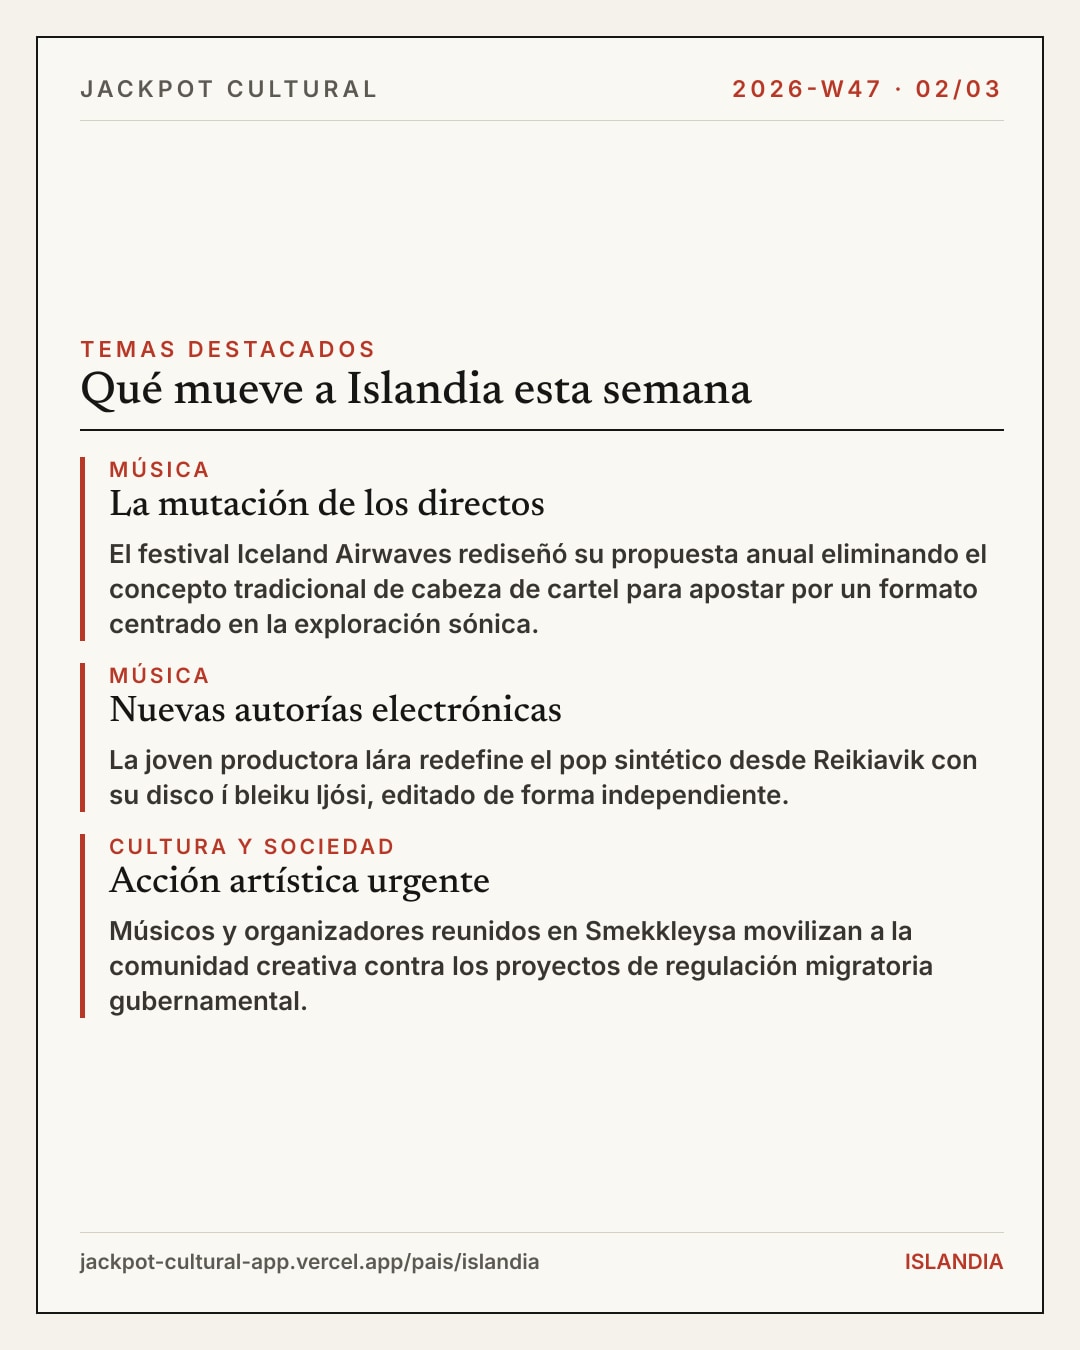 JACKPOT CULTURAL
2026-W47 · 02/03
TEMAS DESTACADOS
Qué mueve a Islandia esta semana
MÚSICA
La mutación de los directos
El festival Iceland Airwaves rediseñó su propuesta anual eliminando el
concepto tradicional de cabeza de cartel para apostar por un formato
centrado en la exploración sónica.
MÚSICA
Nuevas autorías electrónicas
La joven productora lára redefine el pop sintético desde Reikiavik con
su disco í bleiku ljósi, editado de forma independiente.
CULTURA Y SOCIEDAD
Acción artística urgente
Músicos y organizadores reunidos en Smekkleysa movilizan a la
comunidad creativa contra los proyectos de regulación migratoria
gubernamental.
jackpot-cultural-app.vercel.app/pais/islandia
ISLANDIA